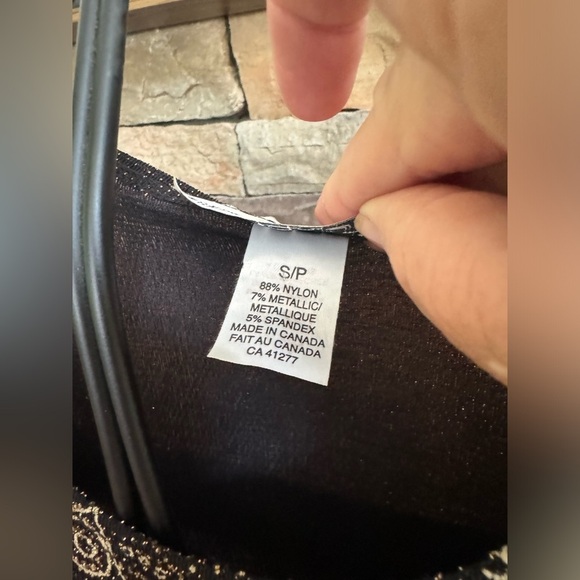 S/P
88% NYLON
7% METALLIC/
METALLIQUE
5% SPANDEX
MADE IN CANADA
FAIT AU CANADA
CA 41277